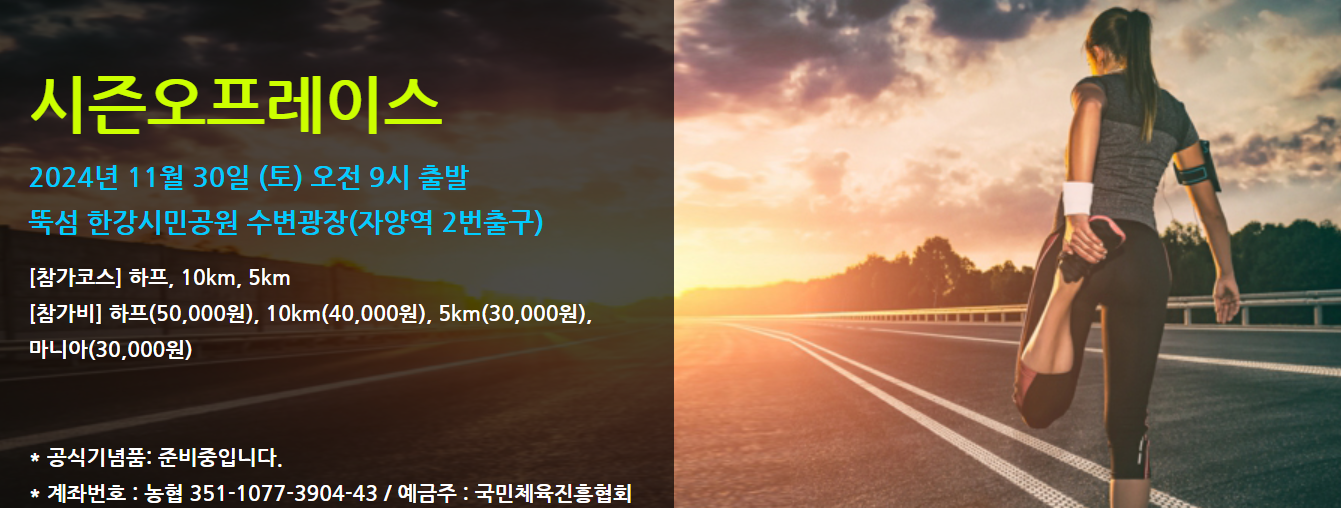 시즌오프레이스
2024년 11월 30일 (토) 오전 9시 출발
뚝섬 한강시민공원 수변광장(자양역 2번출구)
[참가코스] 하프, 10km, 5km
[참가비] 하프(50,000원), 10km(40,000원), 5km(30,000원),
마니아(30,000원)
* 공식기념품: 준비중입니다.
* 계좌번호 : 농협 351-1077-3904-43 / 예금주 : 국민체육진흥협회